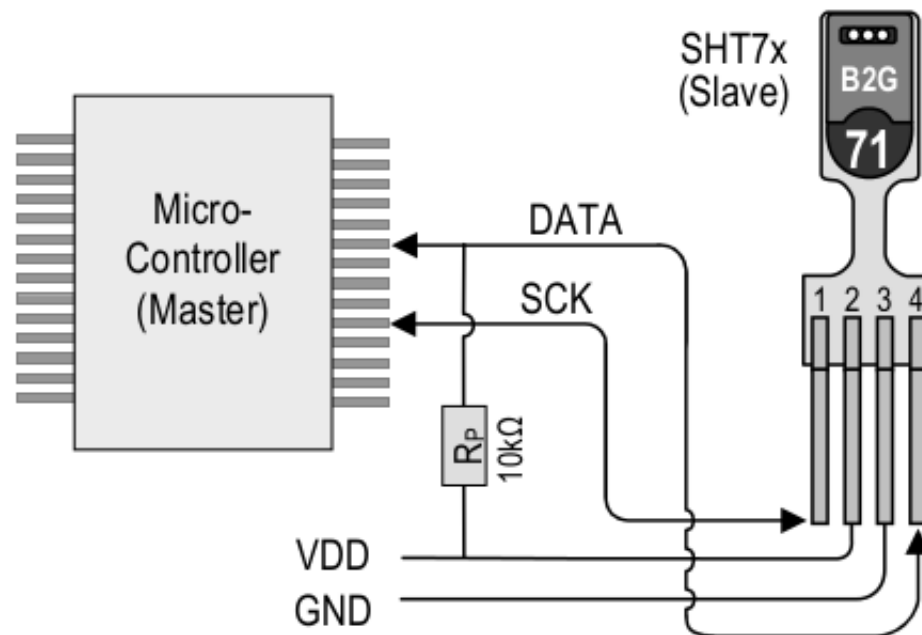 SHT7x
(Slave)
B2G
71
Micro-
Controller
(Master)
DATA
SCK
1 2 3 4
RP
10kΩ
VDD
GND